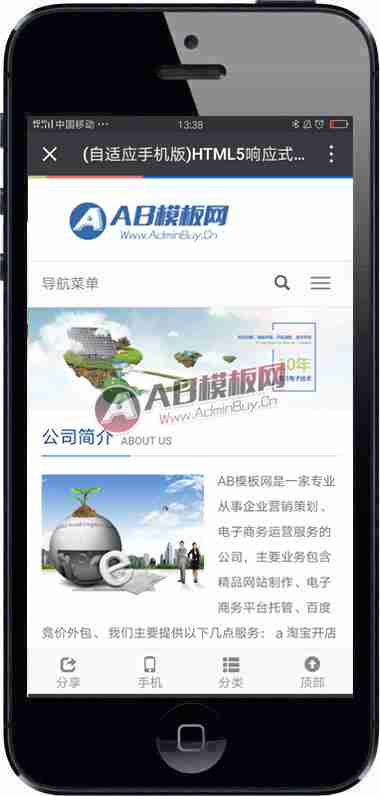 中国移动 ••• 13:38
(自适应手机版)HTML5响应式...
AB模板网
Www.AdminBuy.Cn
导航菜单
10年
AB模板网
Www.AdminBuy.Cn
公司简介 ABOUT US
AB模板网是一家专业
从事企业营销策划、
电子商务运营服务的
公司，主要业务包含
精品网站制作、电子
商务平台托管、百度
竞价外包、 我们主要提供以下几点服务： a 淘宝开店
分享 手机 分类 顶部